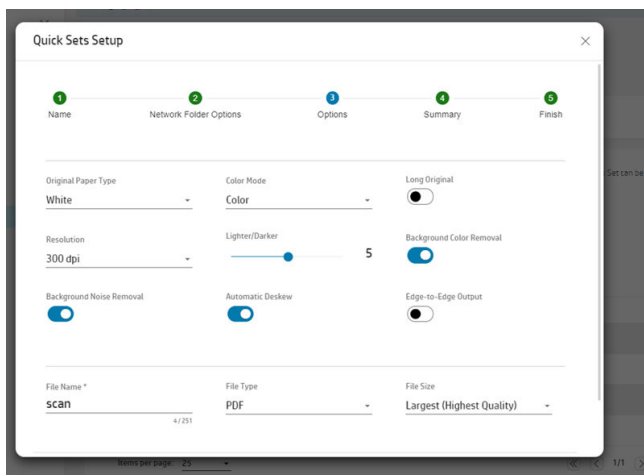 Quick Sets Setup
1 2 3 4 5
Name Network Folder Options Options Summary Finish
Original Paper Type Color Mode Long Original
White Color
Resolution Lighter/Darker Background Color Removal
300 dpi 5
Background Noise Removal Automatic Deskew Edge-to-Edge Output
File Name * File Type File Size
scan PDF Largest (Highest Quality)
4/251
Set can be
Items per page: 25 1/1